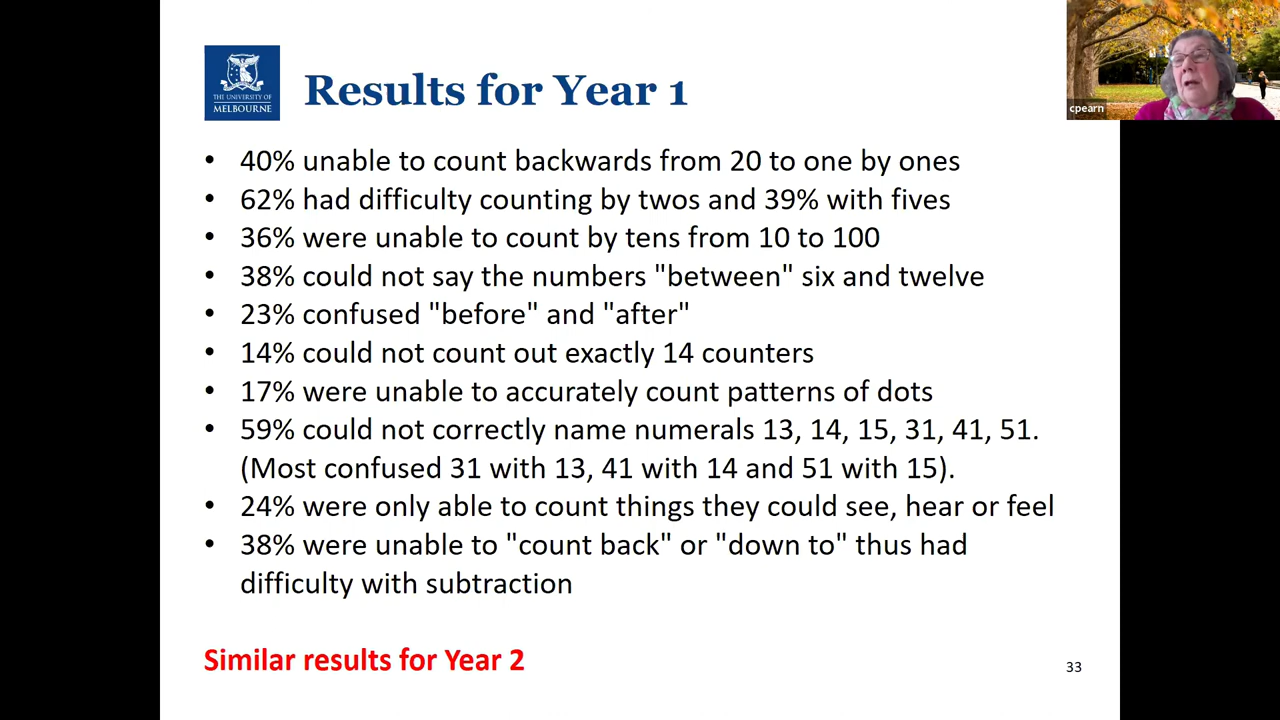 THE UNIVERSITY OF
MELBOURNE
Results for Year 1
cpearn
• 40% unable to count backwards from 20 to one by ones
• 62% had difficulty counting by twos and 39% with fives
• 36% were unable to count by tens from 10 to 100
• 38% could not say the numbers "between" six and twelve
• 23% confused "before" and "after"
• 14% could not count out exactly 14 counters
• 17% were unable to accurately count patterns of dots
• 59% could not correctly name numerals 13, 14, 15, 31, 41, 51.
(Most confused 31 with 13, 41 with 14 and 51 with 15).
• 24% were only able to count things they could see, hear or feel
• 38% were unable to "count back" or "down to" thus had
difficulty with subtraction
Similar results for Year 2
33